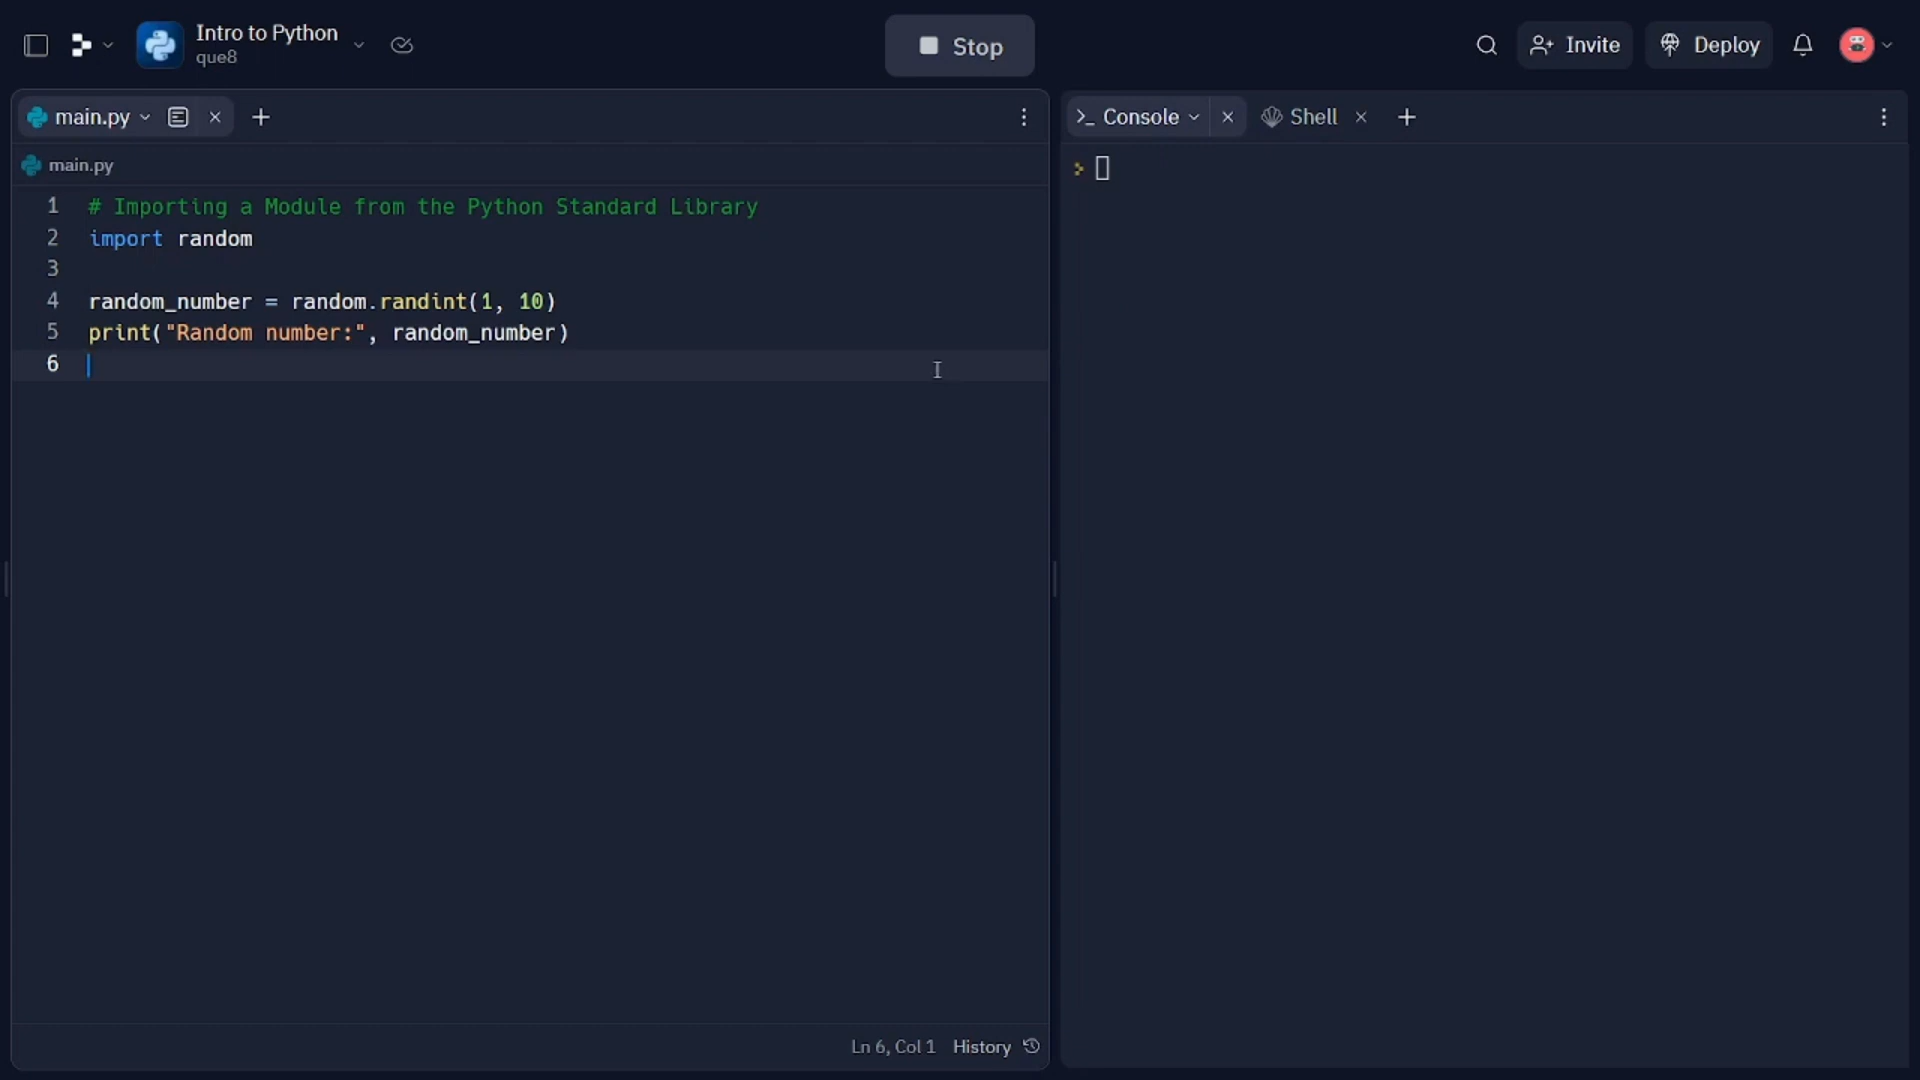 Intro to Python
que8
Stop
Invite
Deploy
main.py
Console
Shell
main.py
1 # Importing a Module from the Python Standard Library
2 import random
3
4 random_number = random.randint(1, 10)
5 print("Random number:", random_number)
6
Ln 6, Col 1 History